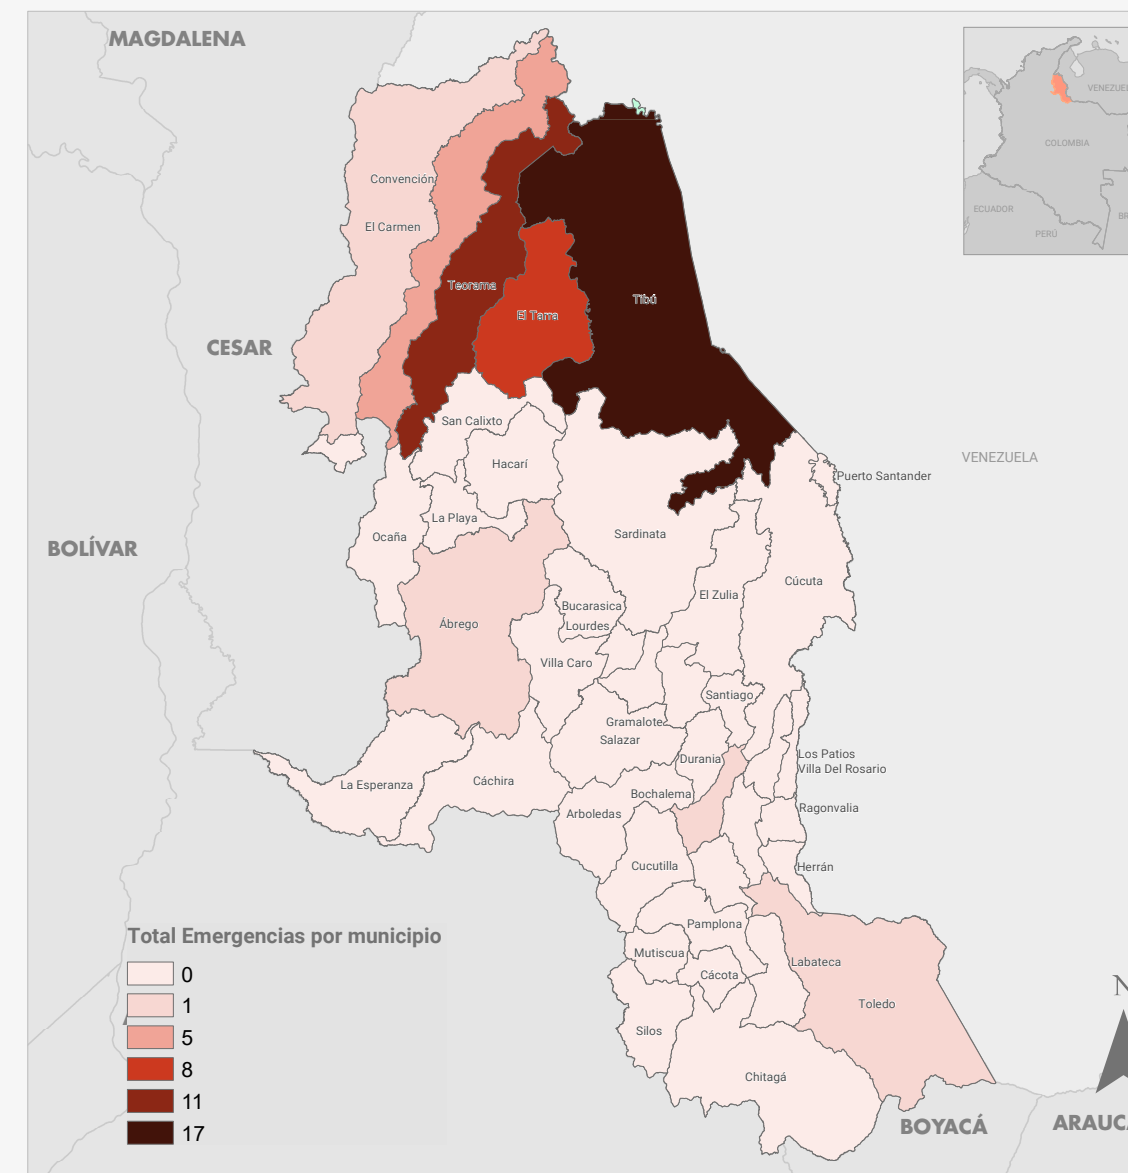 MAGDALENA
VENEZUEL
COLOMBIA
ECUADOR
BR
PERÚ
Convención
El Carmen
Teorama
Tibú
El Tarra
CESAR
San Calixto
Hacarí
VENEZUELA
Puerto Santander
La Playa
Ocaña
Sardinata
BOLÍVAR
Cúcuta
El Zulia
Bucarasica
Ábrego
Lourdes
Villa Caro
Santiago
Gramalote
Salazar
Durania
Los Patios
Villa Del Rosario
La Esperanza
Cáchira
Bochalema
Arboledas
Ragonvalia
Cucutilla
Herrán
Pamplona
Mutiscua
Labateca
Cácota
Toledo
Silos
Chitagá
Total Emergencias por municipio
0
1
5
8
11
17
N
BOYACÁ
ARAUCA